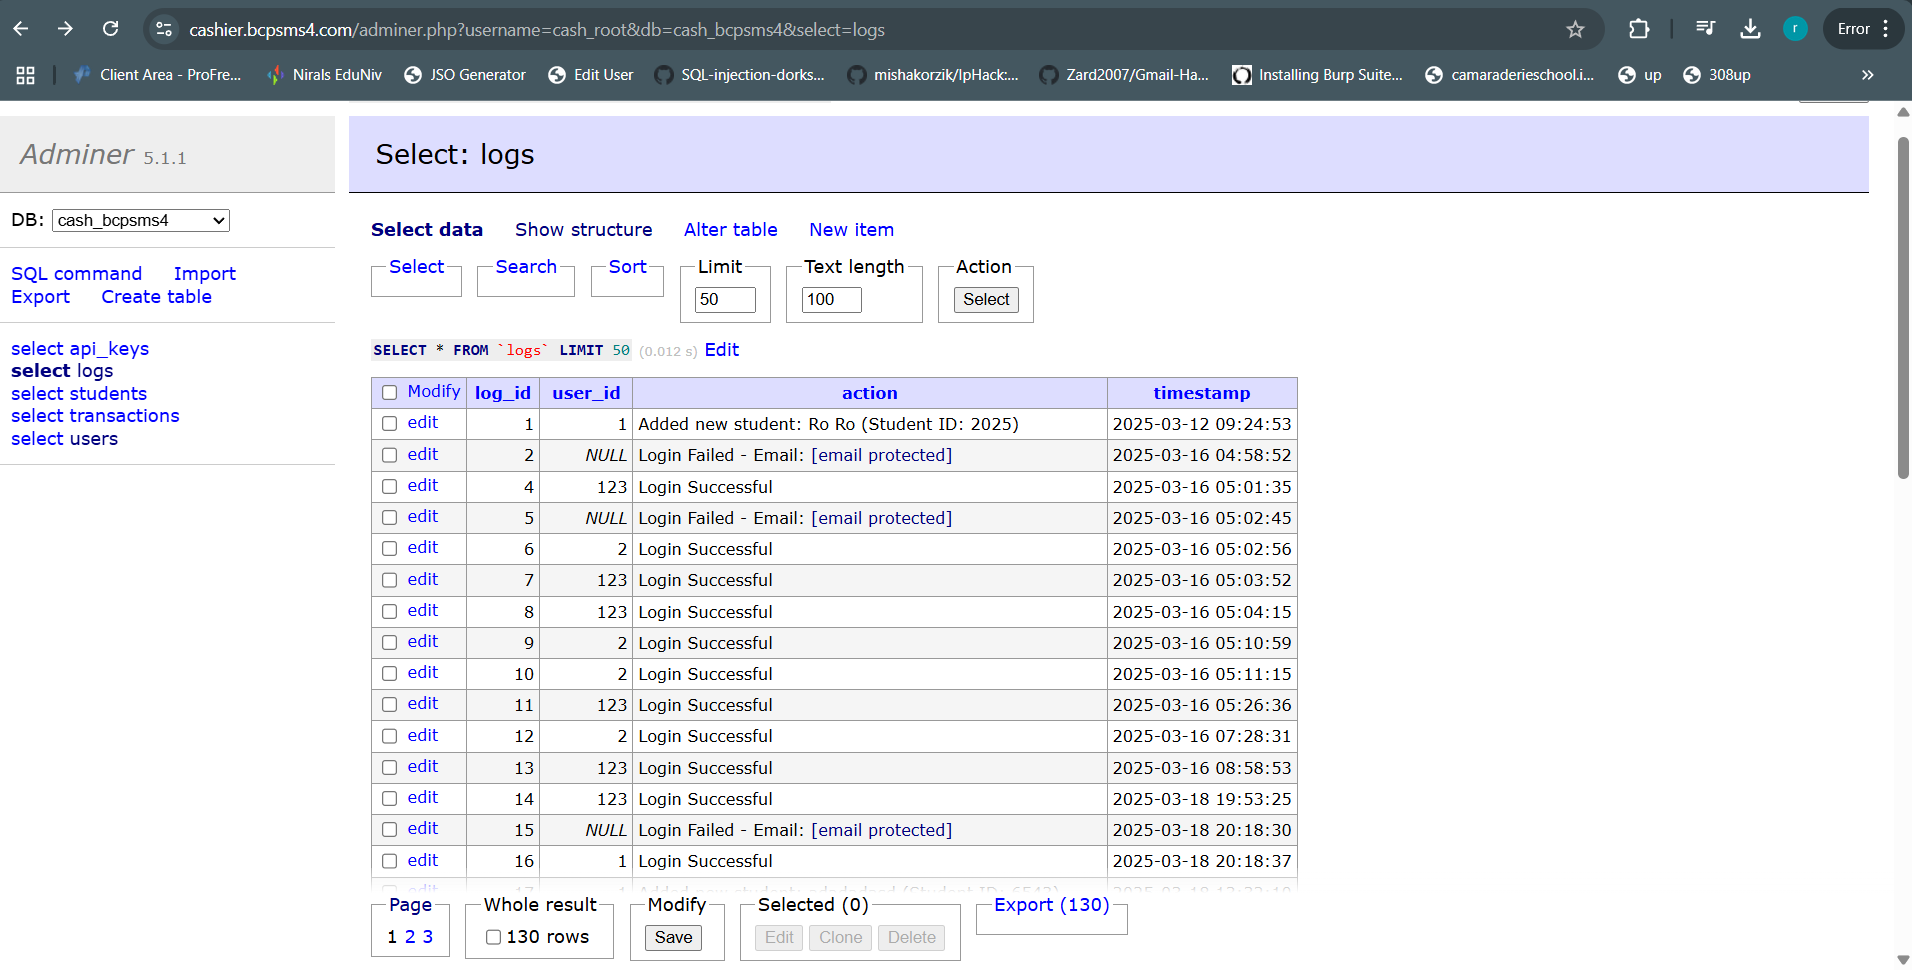 cashier.bcpsms4.com/adminer.php?username=cash_root&db=cash_bcpsms4&select=logs
r
Error
Client Area - ProFre...
Nirals EduNiv
JSO Generator
Edit User
SQL-injection-dorks...
mishakorzik/IpHack:...
Zard2007/Gmail-Ha...
Installing Burp Suite...
camaraderieschool.i...
up
308up
»
Adminer 5.1.1
DB: cash_bcpsms4
SQL command Import
Export Create table
select api_keys
select logs
select students
select transactions
select users
Select: logs
Select data Show structure Alter table New item
Select Search Sort Limit Text length Action
50 100 Select
SELECT * FROM `logs` LIMIT 50 (0.012 s) Edit
Modify log_id user_id action timestamp
edit 1 1 Added new student: Ro Ro (Student ID: 2025) 2025-03-12 09:24:53
edit 2 NULL Login Failed - Email: [email protected] 2025-03-16 04:58:52
edit 4 123 Login Successful 2025-03-16 05:01:35
edit 5 NULL Login Failed - Email: [email protected] 2025-03-16 05:02:45
edit 6 2 Login Successful 2025-03-16 05:02:56
edit 7 123 Login Successful 2025-03-16 05:03:52
edit 8 123 Login Successful 2025-03-16 05:04:15
edit 9 2 Login Successful 2025-03-16 05:10:59
edit 10 2 Login Successful 2025-03-16 05:11:15
edit 11 123 Login Successful 2025-03-16 05:26:36
edit 12 2 Login Successful 2025-03-16 07:28:31
edit 13 123 Login Successful 2025-03-16 08:58:53
edit 14 123 Login Successful 2025-03-18 19:53:25
edit 15 NULL Login Failed - Email: [email protected] 2025-03-18 20:18:30
edit 16 1 Login Successful 2025-03-18 20:18:37
edit 17 1 Added new student:
Page Whole result Modify Selected (0) Export (130)
1 2 3 130 rows Save Edit Clone Delete